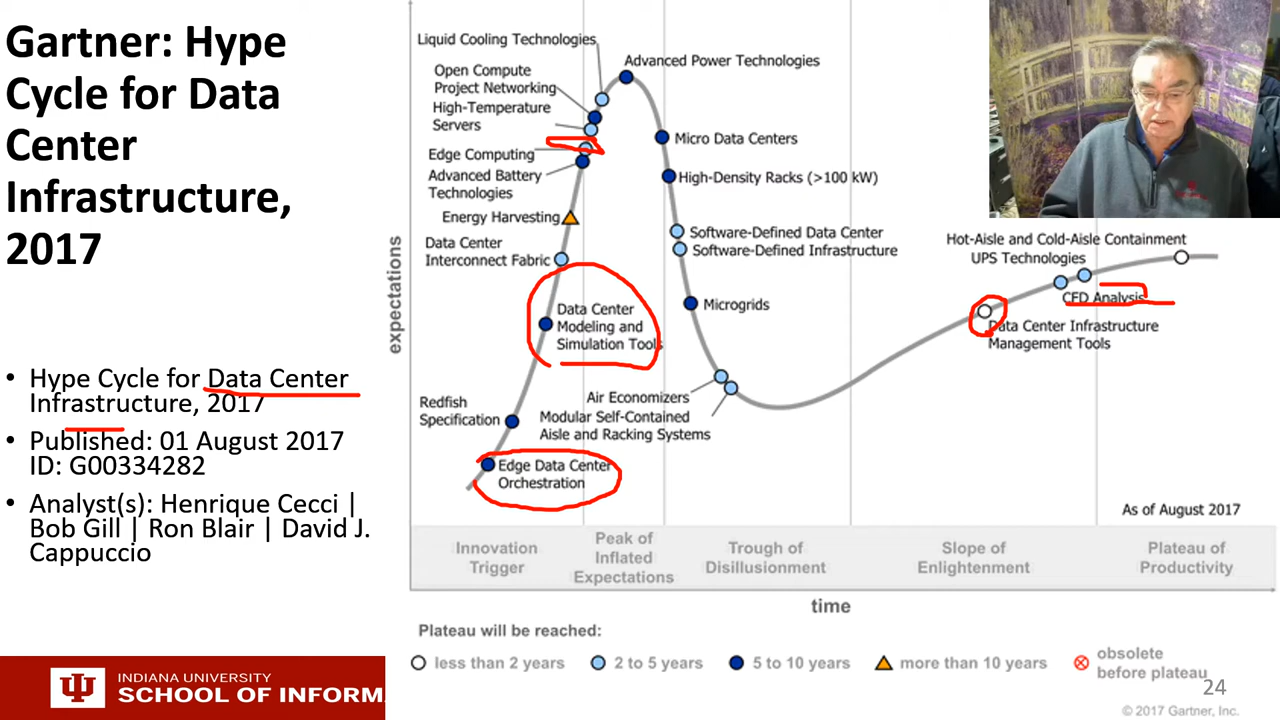 Gartner: Hype
Cycle for Data
Center
Infrastructure,
2017
• Hype Cycle for Data Center
Infrastructure, 2017
• Published: 01 August 2017
ID: G00334282
• Analyst(s): Henrique Cecci |
Bob Gill | Ron Blair | David J.
Cappuccio
INDIANA UNIVERSITY
SCHOOL OF INFORMA
expectations
Liquid Cooling Technologies
Open Compute
Project Networking
High-Temperature
Servers
Edge Computing
Advanced Battery
Technologies
Energy Harvesting
Data Center
Interconnect Fabric
Data Center
Modeling and
Simulation Tools
Redfish
Specification
Edge Data Center
Orchestration
Advanced Power Technologies
Micro Data Centers
High-Density Racks (>100 kW)
Software-Defined Data Center
Software-Defined Infrastructure
Microgrids
Air Economizers
Modular Self-Contained
Aisle and Racking Systems
Hot-Aisle and Cold-Aisle Containment
UPS Technologies
CFD Analysis
Data Center Infrastructure
Management Tools
As of August 2017
Innovation
Trigger
Peak of
Inflated
Expectations
Trough of
Disillusionment
Slope of
Enlightenment
Plateau of
Productivity
time
Plateau will be reached:
less than 2 years
2 to 5 years
5 to 10 years
more than 10 years
obsolete
before plateau
24
© 2017 Gartner, Inc.